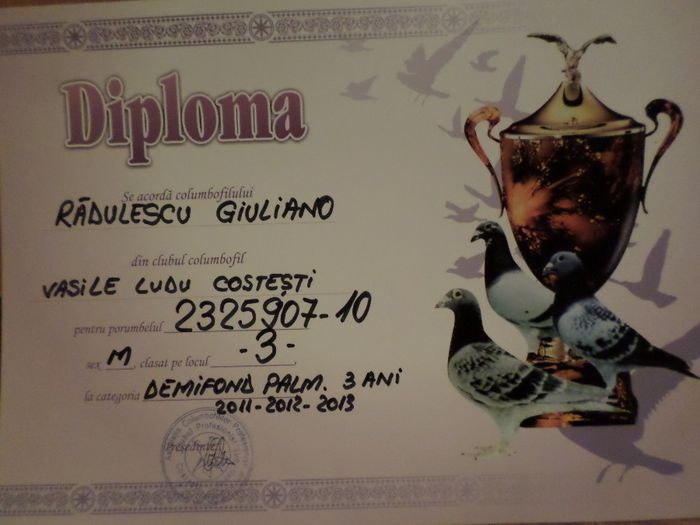 Diploma
Se acordă columbofilului
RĂDULESCU GIULIANO
din clubul columbofil
VASILE LUDU COSTEȘTI
pentru porumbelul 2325907-10
sex M, clasat pe locul -3-,
la categoria DEMIFOND PALM. 3 ANI
2011-2012-2013
Președinte,